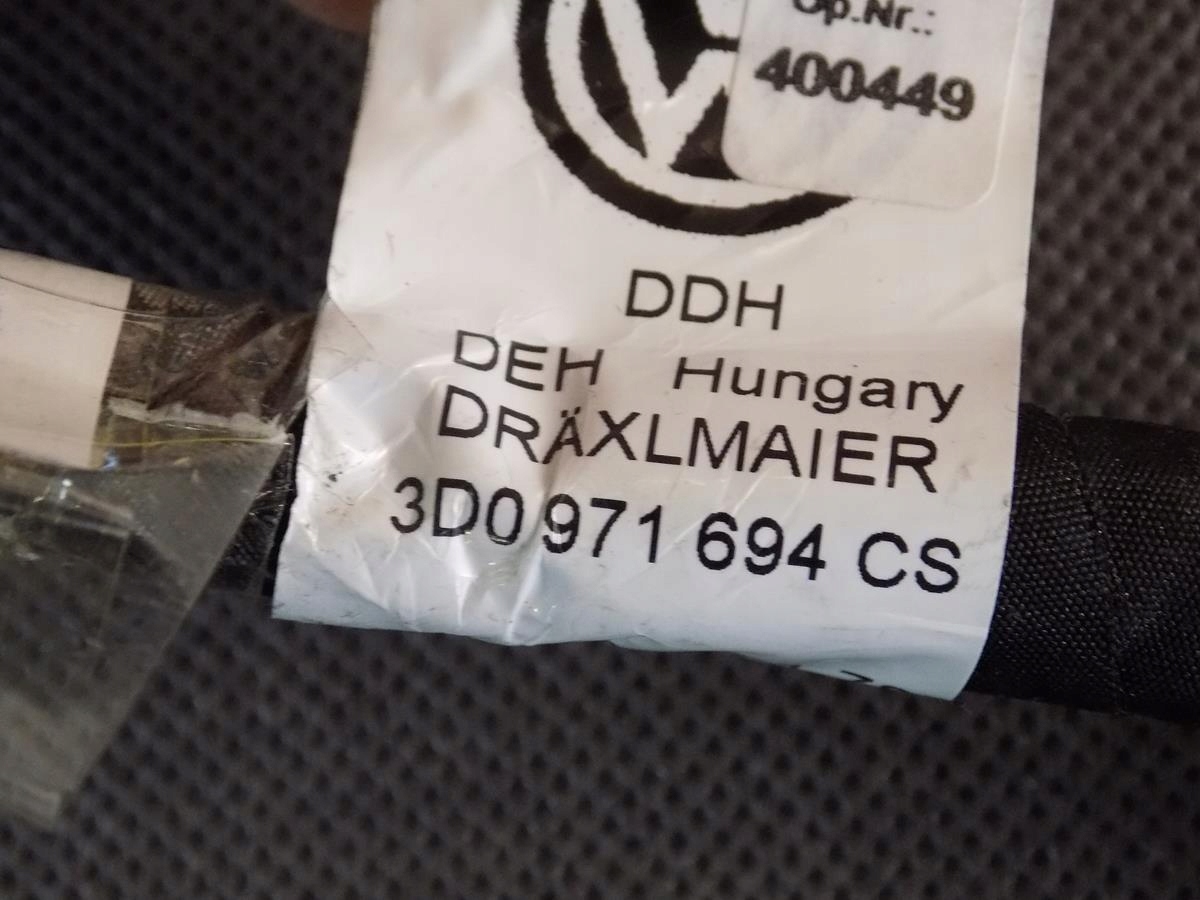 Op.Nr.:
400449
DDH
DEH Hungary
DRÄXLMAIER
3D0 971 694 CS